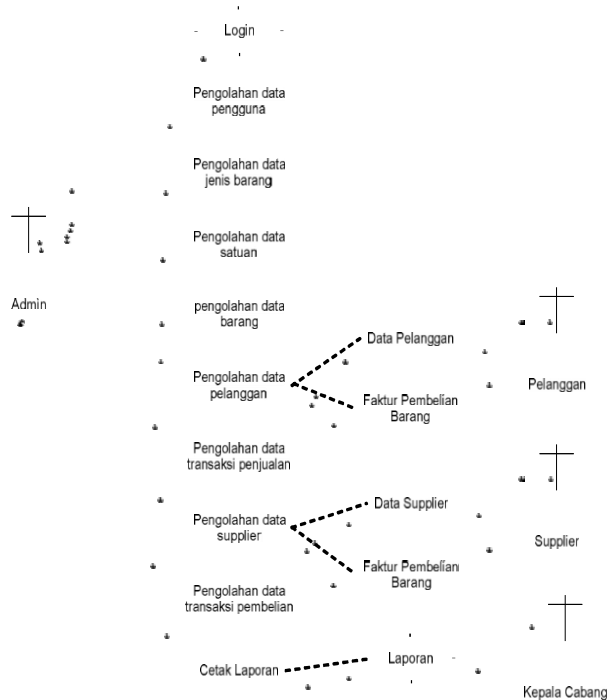 Login
Pengolahan data
pengguna
Pengolahan data
jenis barang
Pengolahan data
satuan
Admin
pengolahan data
barang
Data Pelanggan
Pengolahan data
pelanggan
Pelanggan
Faktur Pembelian
Barang
Pengolahan data
transaksi penjualan
Data Supplier
Pengolahan data
supplier
Supplier
Faktur Pembelian
Barang
Pengolahan data
transaksi pembelian
Laporan
Cetak Laporan
Kepala Cabang